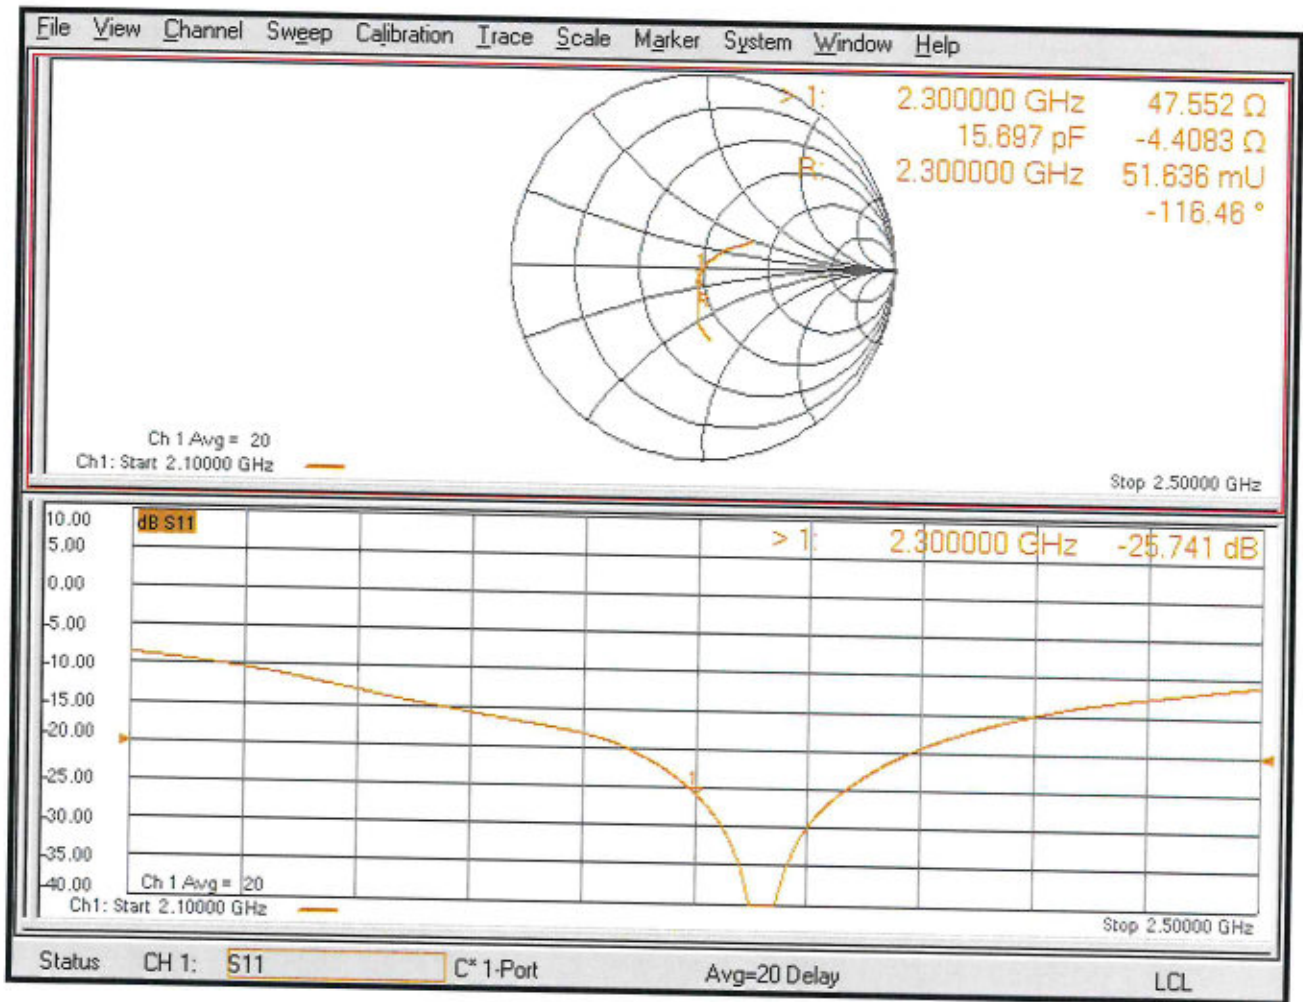 File View Channel Sweep Calibration Trace Scale Marker System Window Help
> 1: 2.300000 GHz 47.552 Ω
15.697 pF -4.4083 Ω
R: 2.300000 GHz 51.636 mU
-116.46 °
1
R
Ch 1 Avg = 20
Ch1: Start 2.10000 GHz
Stop 2.50000 GHz
dB S11
> 1: 2.300000 GHz -25.741 dB
10.00
5.00
0.00
-5.00
-10.00
-15.00
-20.00
-25.00
-30.00
-35.00
-40.00
1
Ch 1 Avg = 20
Ch1: Start 2.10000 GHz
Stop 2.50000 GHz
Status CH 1: S11 C* 1-Port Avg=20 Delay LCL